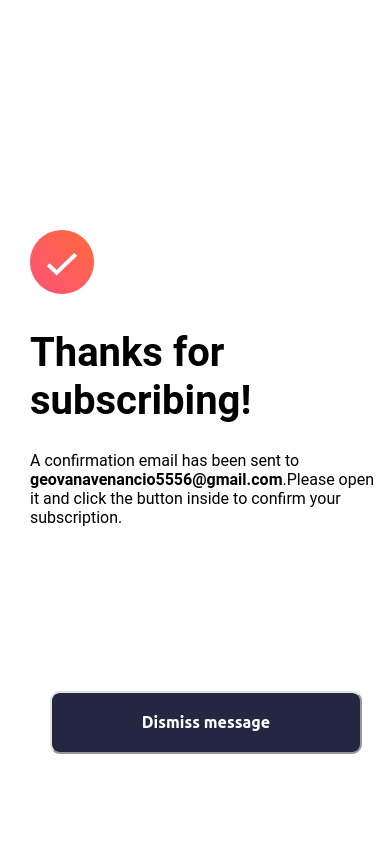 Thanks for
subscribing!
A confirmation email has been sent to
geovanavenancio5556@gmail.com.Please open
it and click the button inside to confirm your
subscription.
Dismiss message